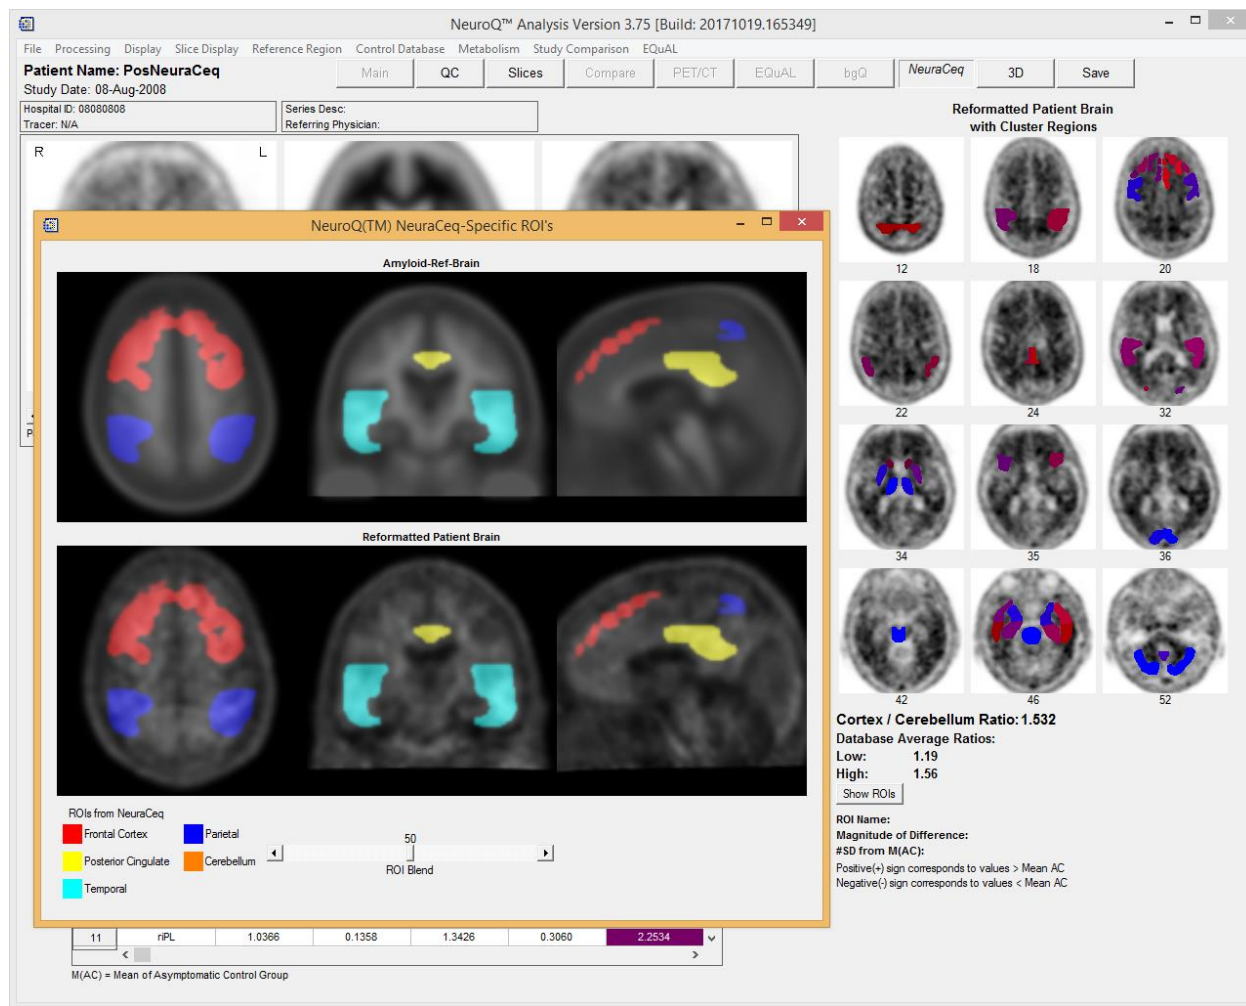 NeuroQ™ Analysis Version 3.75 [Build: 20171019.165349]
File Processing Display Slice Display Reference Region Control Database Metabolism Study Comparison EQuAL
Patient Name: PosNeuraCeq
Main QC Slices Compare PET/CT EQuAL bgQ NeuraCeq 3D Save
Study Date: 08-Aug-2008
Hospital ID: 08080808
Tracer: N/A
Series Desc:
Referring Physician:
R L
NeuroQ(TM) NeuraCeq-Specific ROI's
Amyloid-Ref-Brain
Reformatted Patient Brain
ROIs from NeuraCeq
Frontal Cortex
Parietal
Posterior Cingulate
Cerebellum
Temporal
50
ROI Blend
11 riPL 1.0366 0.1358 1.3426 0.3060 2.2534
M(AC) = Mean of Asymptomatic Control Group
Reformatted Patient Brain
with Cluster Regions
12 18 20
22 24 32
34 35 36
42 46 52
Cortex / Cerebellum Ratio: 1.532
Database Average Ratios:
Low: 1.19
High: 1.56
Show ROIs
ROI Name:
Magnitude of Difference:
#SD from M(AC):
Positive(+) sign corresponds to values > Mean AC
Negative(-) sign corresponds to values < Mean AC